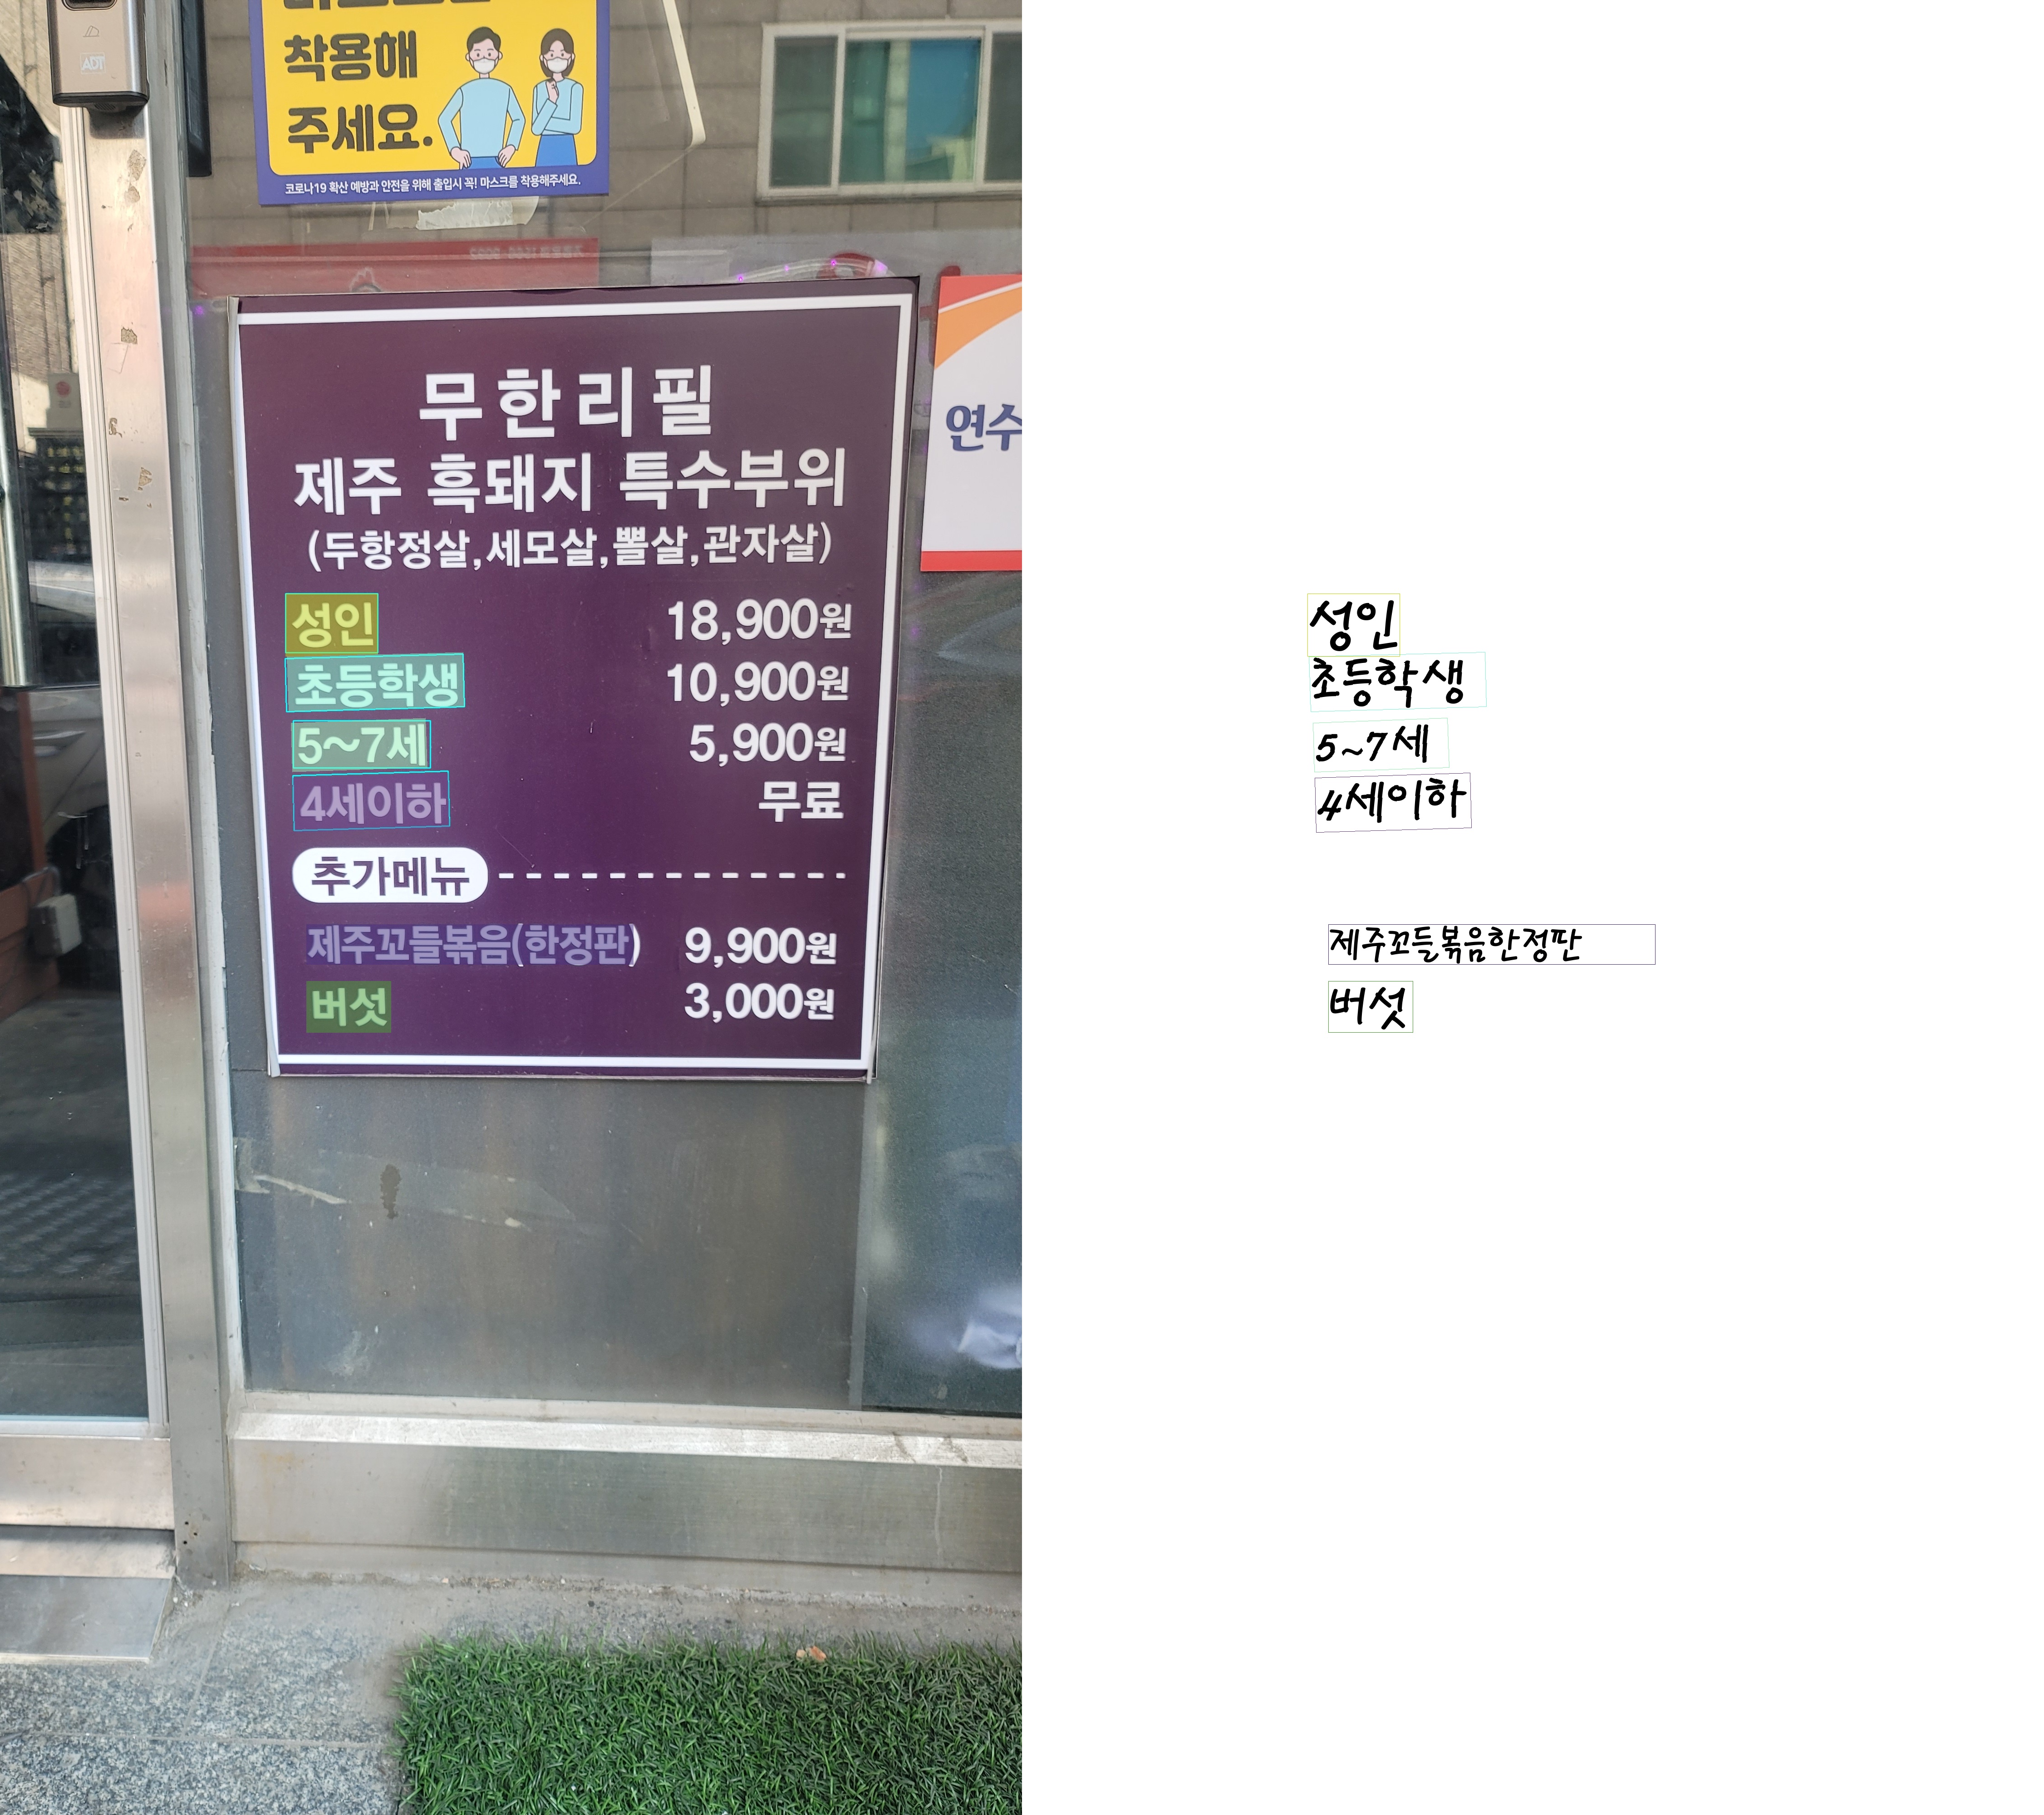 착용해
주세요.
코로나19 확산 예방과 안전을 위해 출입시 꼭! 마스크를 착용해주세요.
ADT
연수
무한리필
제주 흑돼지 특수부위
(두항정살,세모살,뽈살,관자살)
성인 18,900원
초등학생 10,900원
5~7세 5,900원
4세이하 무료
추가메뉴
제주꼬들볶음(한정판) 9,900원
버섯 3,000원
성인
초등학생
5~7세
4세이하
제주꼬들볶음한정판
버섯